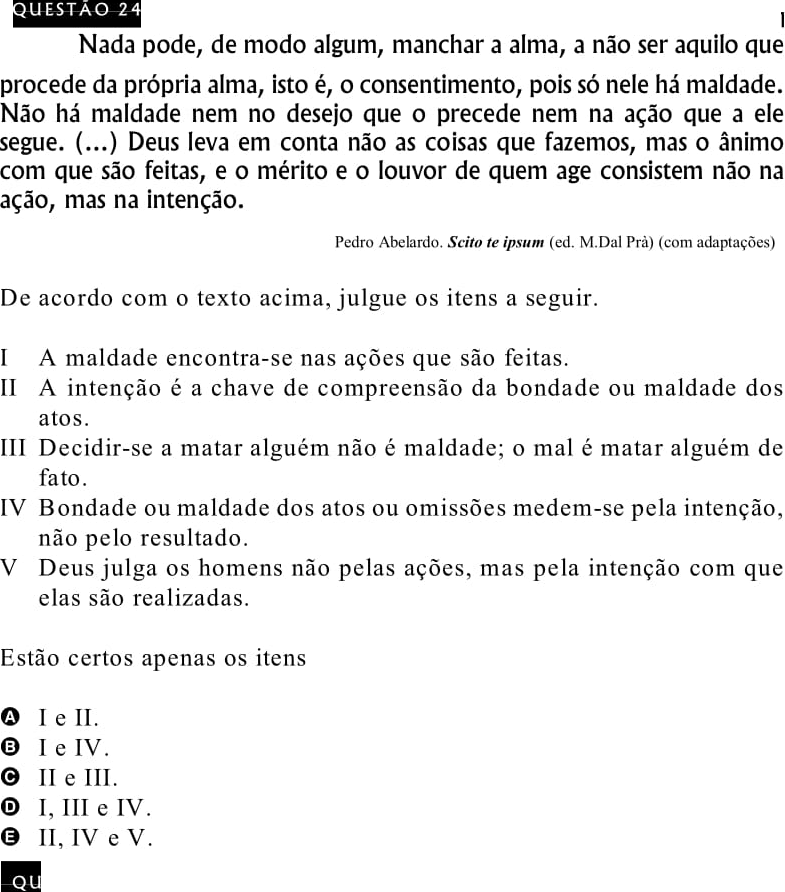 QUESTÃO 24
1
Nada pode, de modo algum, manchar a alma, a não ser aquilo que
procede da própria alma, isto é, o consentimento, pois só nele há maldade.
Não há maldade nem no desejo que o precede nem na ação que a ele
segue. (...) Deus leva em conta não as coisas que fazemos, mas o ânimo
com que são feitas, e o mérito e o louvor de quem age consistem não na
ação, mas na intenção.
Pedro Abelardo. Scito te ipsum (ed. M.Dal Prà) (com adaptações)
De acordo com o texto acima, julgue os itens a seguir.
I A maldade encontra-se nas ações que são feitas.
II A intenção é a chave de compreensão da bondade ou maldade dos
atos.
III Decidir-se a matar alguém não é maldade; o mal é matar alguém de
fato.
IV Bondade ou maldade dos atos ou omissões medem-se pela intenção,
não pelo resultado.
V Deus julga os homens não pelas ações, mas pela intenção com que
elas são realizadas.
Estão certos apenas os itens
A I e II.
B I e IV.
C II e III.
D I, III e IV.
E II, IV e V.
QU